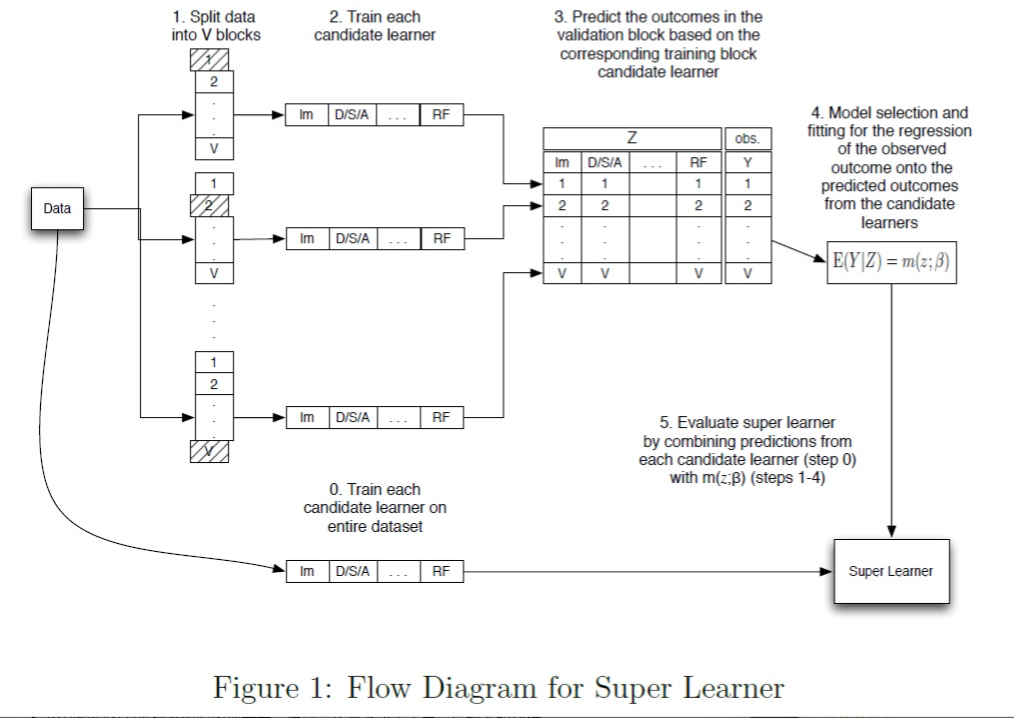 1. Split data
into V blocks
2. Train each
candidate learner
3. Predict the outcomes in the
validation block based on the
corresponding training block
candidate learner
4. Model selection and
fitting for the regression
of the observed
outcome onto the
predicted outcomes
from the candidate
learners
Data
1
2
.
.
.
V
lm D/S/A ... RF
1
2
.
.
.
V
lm D/S/A ... RF
.
.
.
1
2
.
.
.
V
lm D/S/A ... RF
Z obs.
lm D/S/A ... RF Y
1 1 1 1
2 2 2 2
. . . .
. . . .
. . . .
V V V V
E(Y|Z) = m(z;β)
5. Evaluate super learner
by combining predictions from
each candidate learner (step 0)
with m(z;β) (steps 1-4)
0. Train each
candidate learner on
entire dataset
lm D/S/A ... RF
Super Learner
Figure 1: Flow Diagram for Super Learner